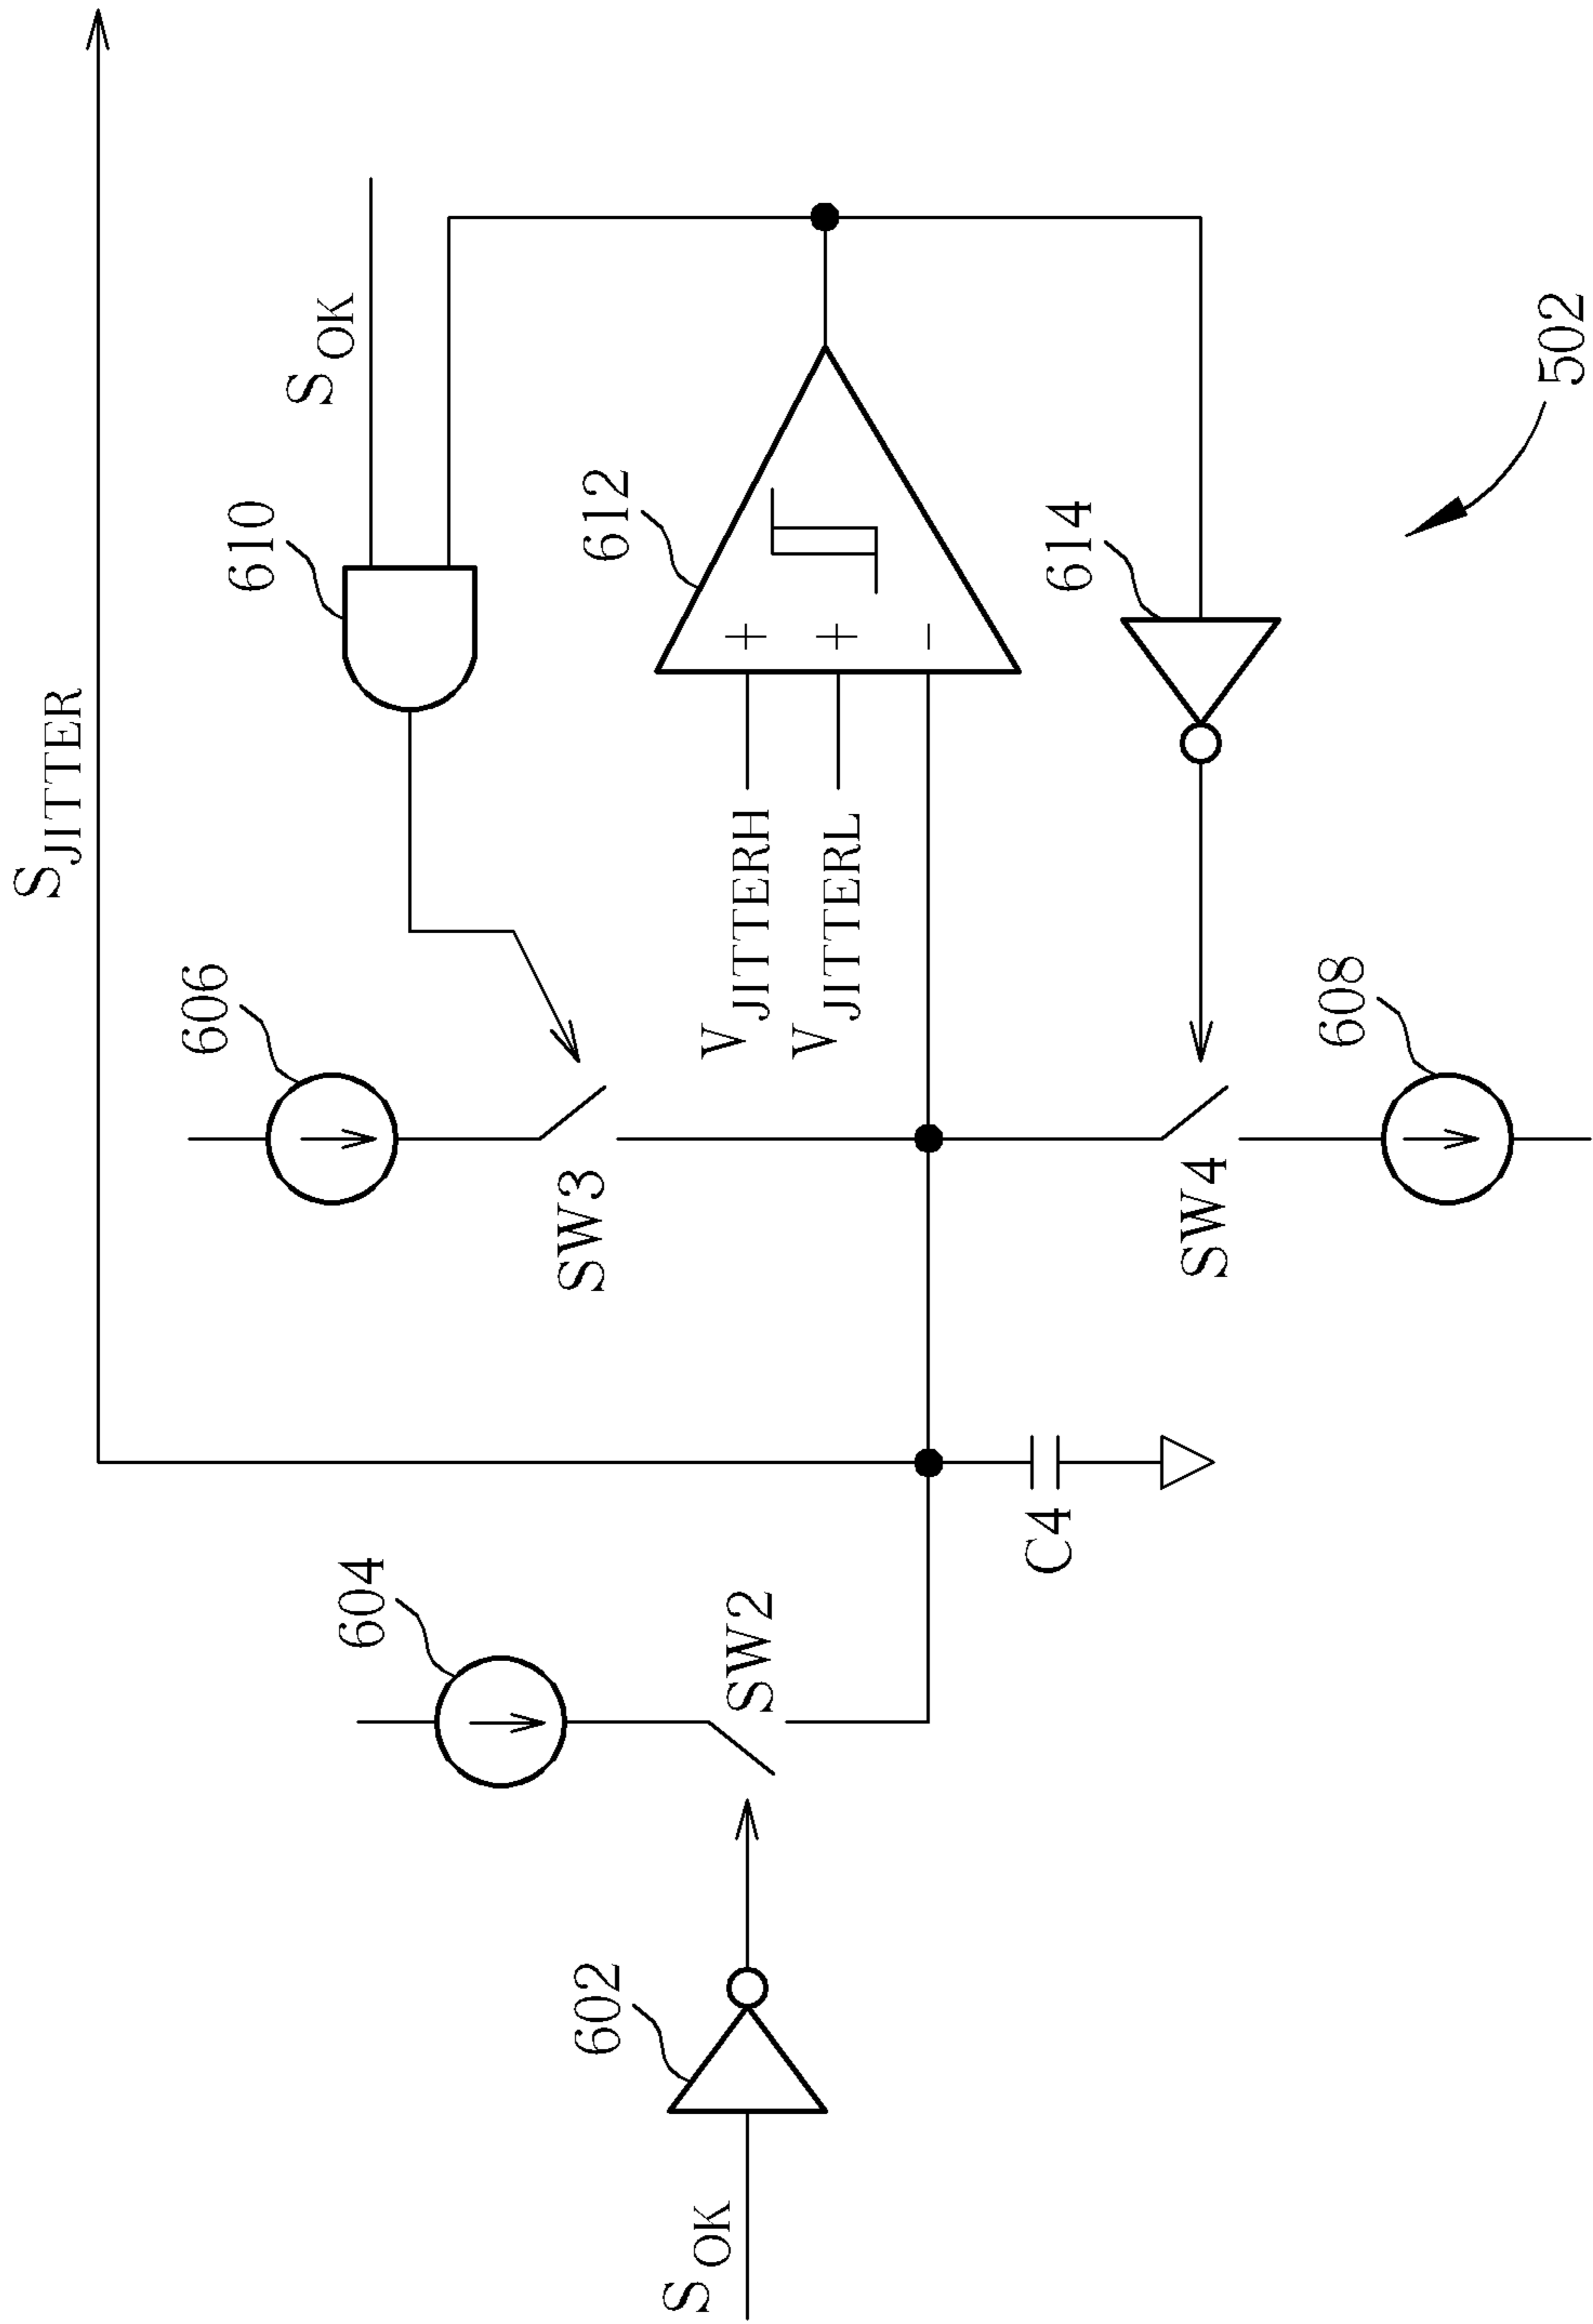 S_JITTER
606
610
S_OK
604
SW3
612
S_OK
602
SW2
V_JITTERH
V_JITTERL
+
+
−
C4
SW4
614
608
502